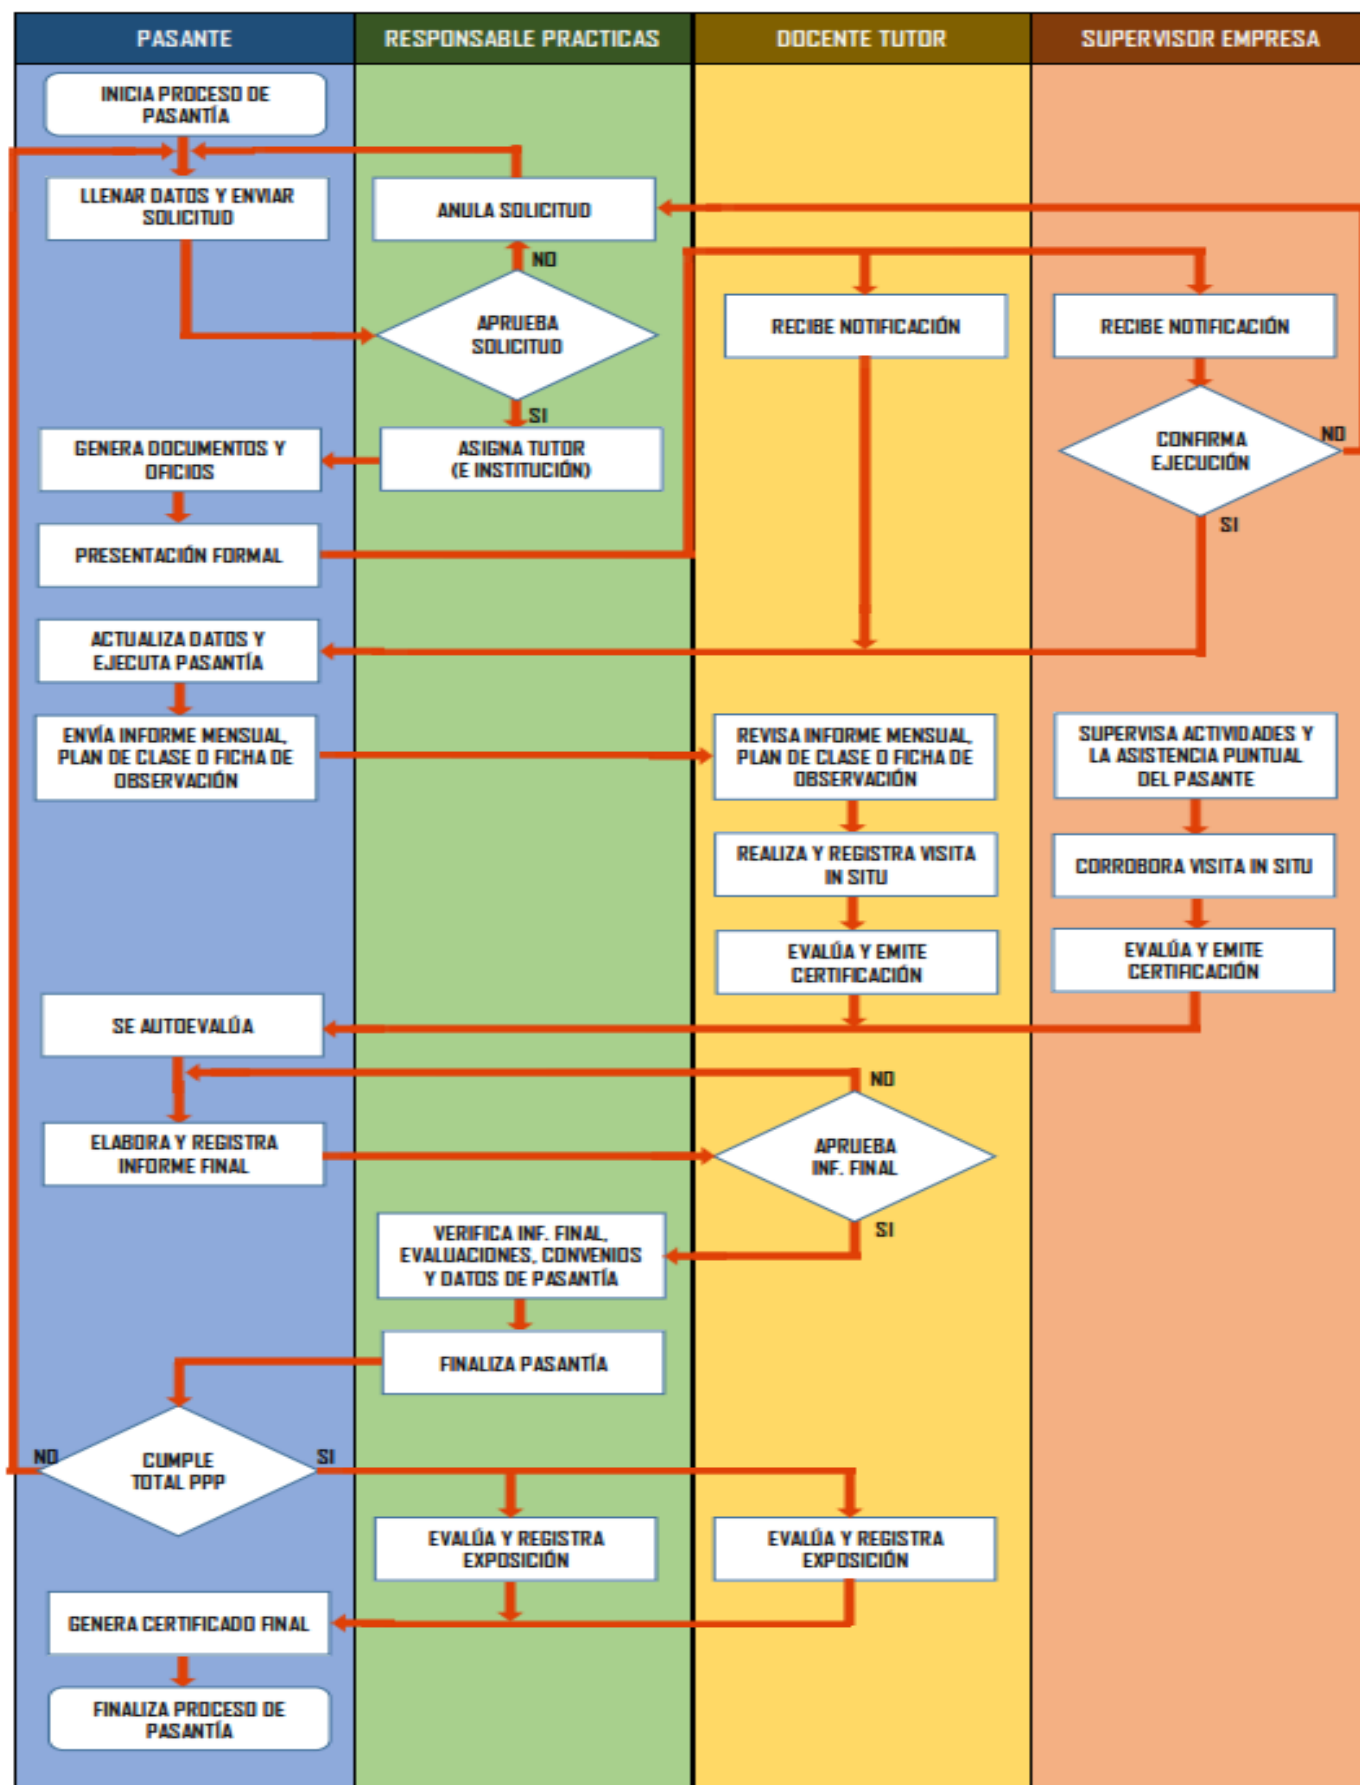 PASANTE
RESPONSABLE PRACTICAS
DOCENTE TUTOR
SUPERVISOR EMPRESA
INICIA PROCESO DE
PASANTÍA
LLENAR DATOS Y ENVIAR
SOLICITUD
ANULA SOLICITUD
NO
APRUEBA
SOLICITUD
SI
RECIBE NOTIFICACIÓN
RECIBE NOTIFICACIÓN
CONFIRMA
EJECUCIÓN
NO
SI
ASIGNA TUTOR
(E INSTITUCIÓN)
GENERA DOCUMENTOS Y
OFICIOS
PRESENTACIÓN FORMAL
ACTUALIZA DATOS Y
EJECUTA PASANTÍA
ENVÍA INFORME MENSUAL,
PLAN DE CLASE O FICHA DE
OBSERVACIÓN
REVISA INFORME MENSUAL,
PLAN DE CLASE O FICHA DE
OBSERVACIÓN
SUPERVISA ACTIVIDADES Y
LA ASISTENCIA PUNTUAL
DEL PASANTE
REALIZA Y REGISTRA VISITA
IN SITU
CORROBORA VISITA IN SITU
EVALÚA Y EMITE
CERTIFICACIÓN
EVALÚA Y EMITE
CERTIFICACIÓN
SE AUTOEVALÚA
NO
ELABORA Y REGISTRA
INFORME FINAL
APRUEBA
INF. FINAL
SI
VERIFICA INF. FINAL,
EVALUACIONES, CONVENIOS
Y DATOS DE PASANTÍA
FINALIZA PASANTÍA
NO
CUMPLE
TOTAL PPP
SI
EVALÚA Y REGISTRA
EXPOSICIÓN
EVALÚA Y REGISTRA
EXPOSICIÓN
GENERA CERTIFICADO FINAL
FINALIZA PROCESO DE
PASANTÍA